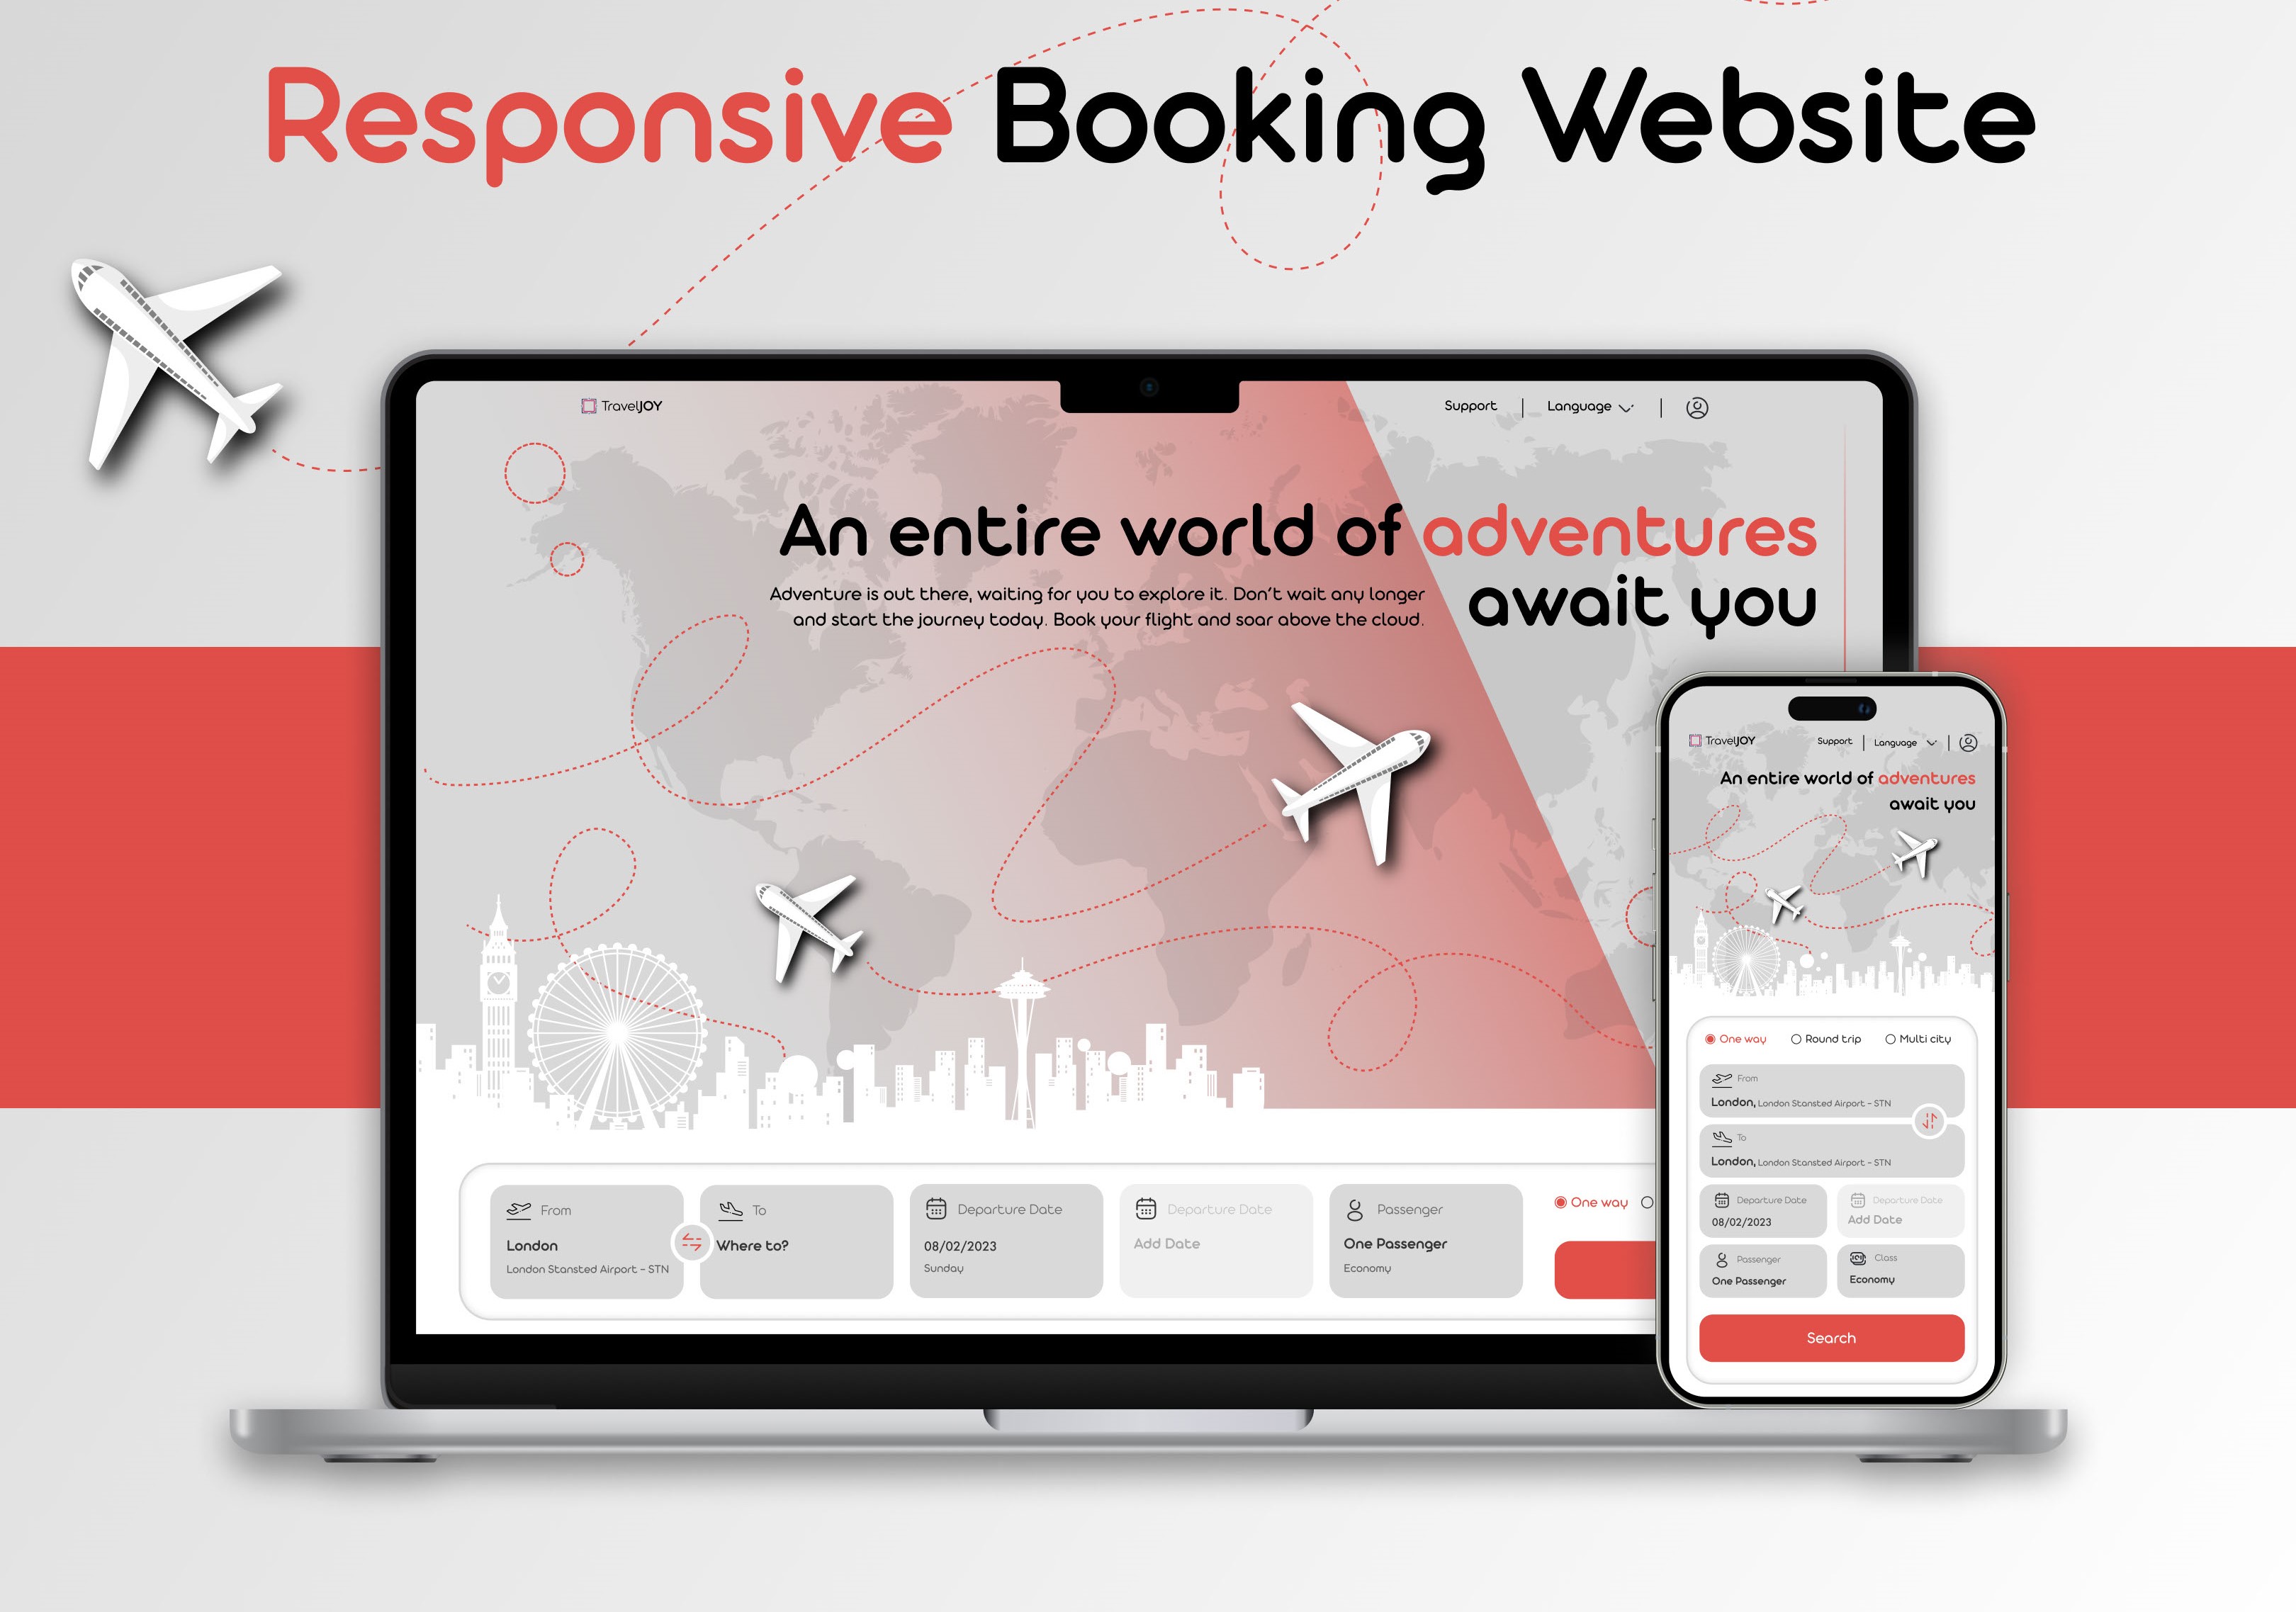 Responsive Booking Website
TravelJOY
Support
Language
An entire world of adventures
await you
Adventure is out there, waiting for you to explore it. Don't wait any longer
and start the journey today. Book your flight and soar above the cloud.
From
London
London Stansted Airport - STN
To
Where to?
Departure Date
08/02/2023
Sunday
Departure Date
Add Date
Passenger
One Passenger
Economy
One way
TravelJOY
Support
Language
An entire world of adventures
await you
One way
Round trip
Multi city
From
London, London Stansted Airport - STN
To
London, London Stansted Airport - STN
Departure Date
08/02/2023
Departure Date
Add Date
Passenger
One Passenger
Class
Economy
Search